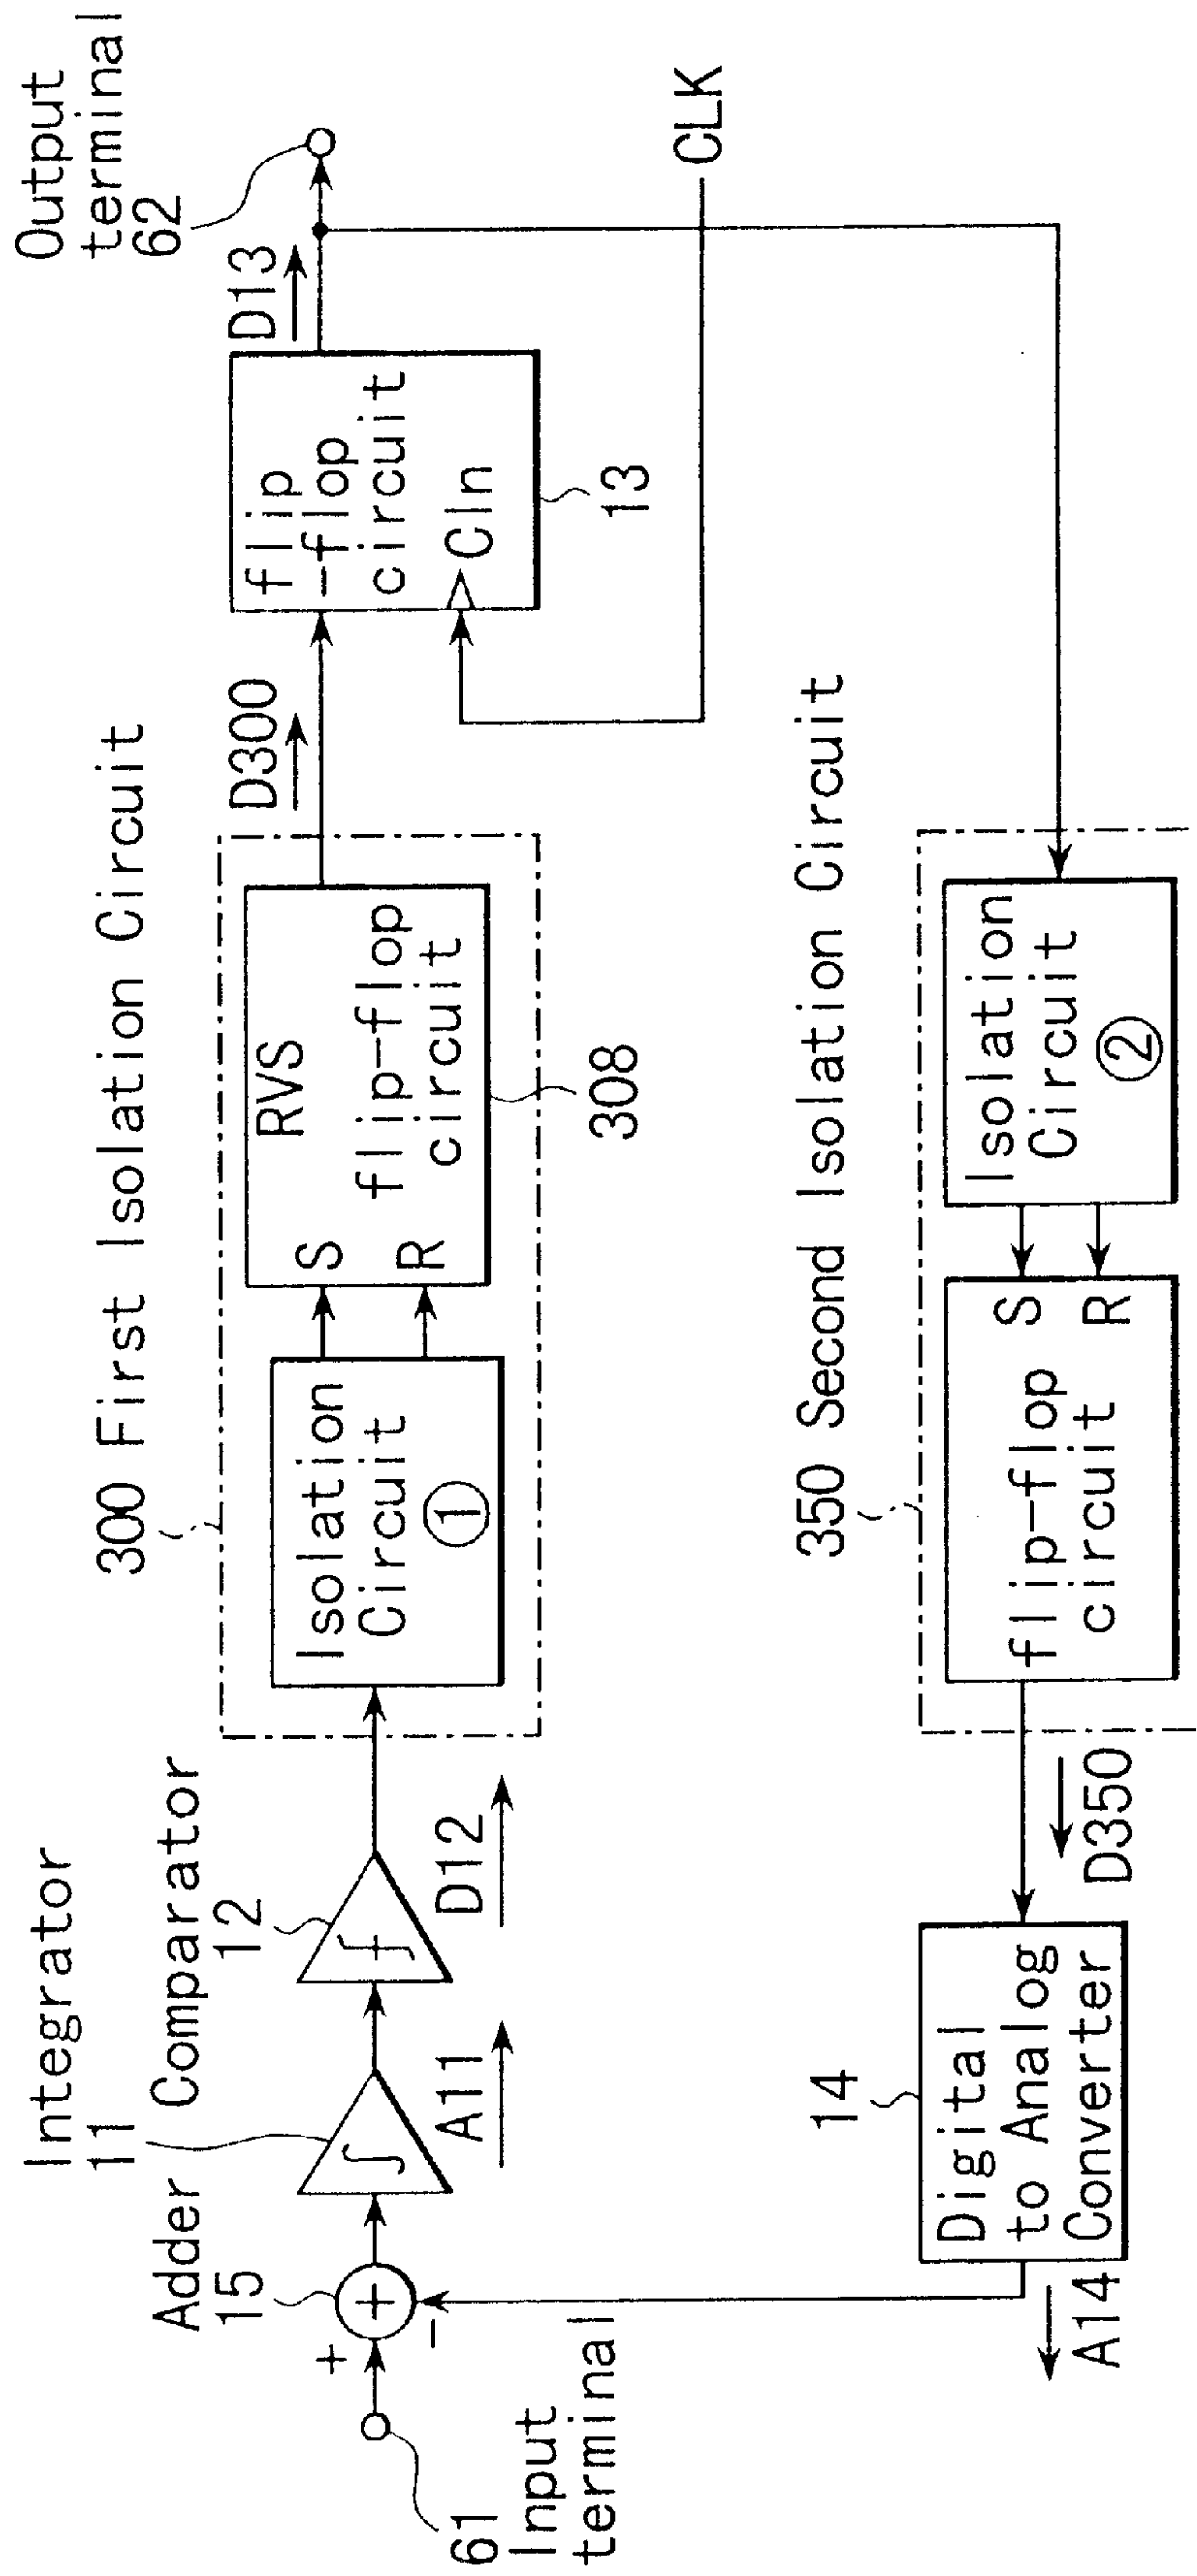 Integrator
11
Adder
15
Comparator
12
300 First Isolation Circuit
D300
D13
Output
terminal
62
+
+
−
∫
f
Isolation
Circuit
①
S
R
RVS
flip-flop
circuit
flip
-flop
circuit
CIn
61
Input
terminal
A11
D12
308
13
CLK
350 Second Isolation Circuit
14
Digital
to Analog
Converter
flip-flop
circuit
S
R
Isolation
Circuit
②
A14
D350